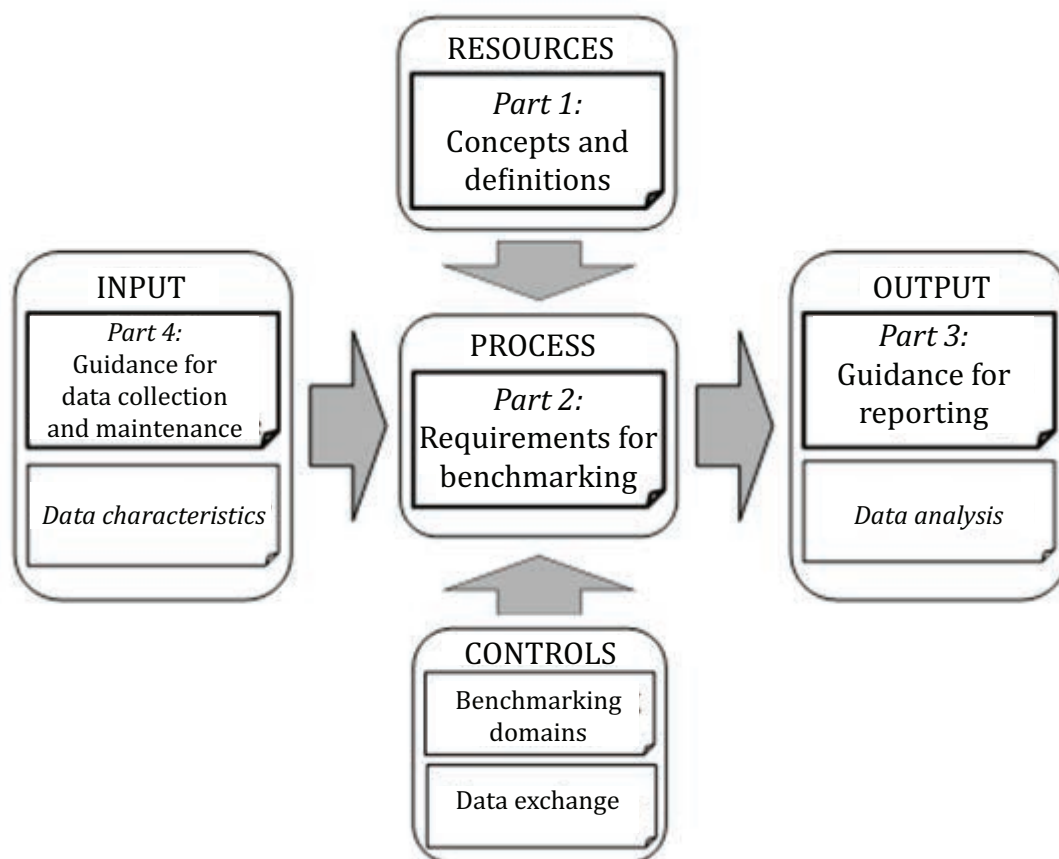 RESOURCES
Part 1:
Concepts and
definitions
INPUT
Part 4:
Guidance for
data collection
and maintenance
Data characteristics
PROCESS
Part 2:
Requirements for
benchmarking
OUTPUT
Part 3:
Guidance for
reporting
Data analysis
CONTROLS
Benchmarking
domains
Data exchange